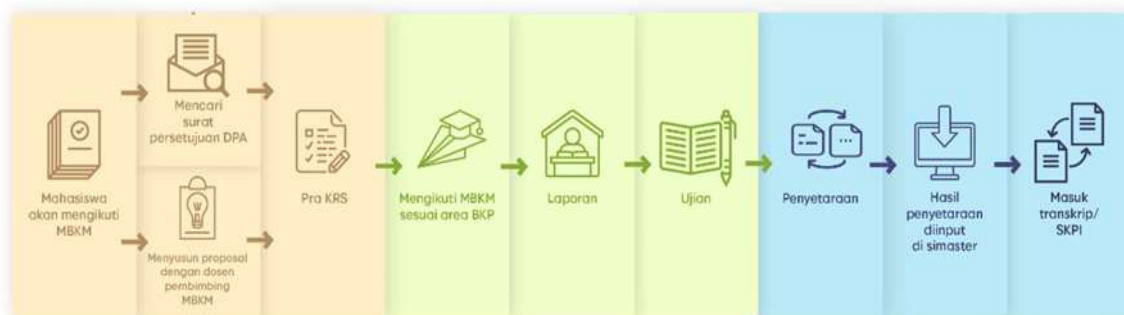 Mahasiswa
akan mengikuti
MBKM
Mencari
surat
persetujuan DPA
Menyusun proposal
dengan dosen
pembimbing
MBKM
Pra KRS
Mengikuti MBKM
sesuai area BKP
Laporan
Ujian
Penyetaraan
Hasil
penyetaraan
diinput
di simaster
Masuk
transkrip/
SKPI